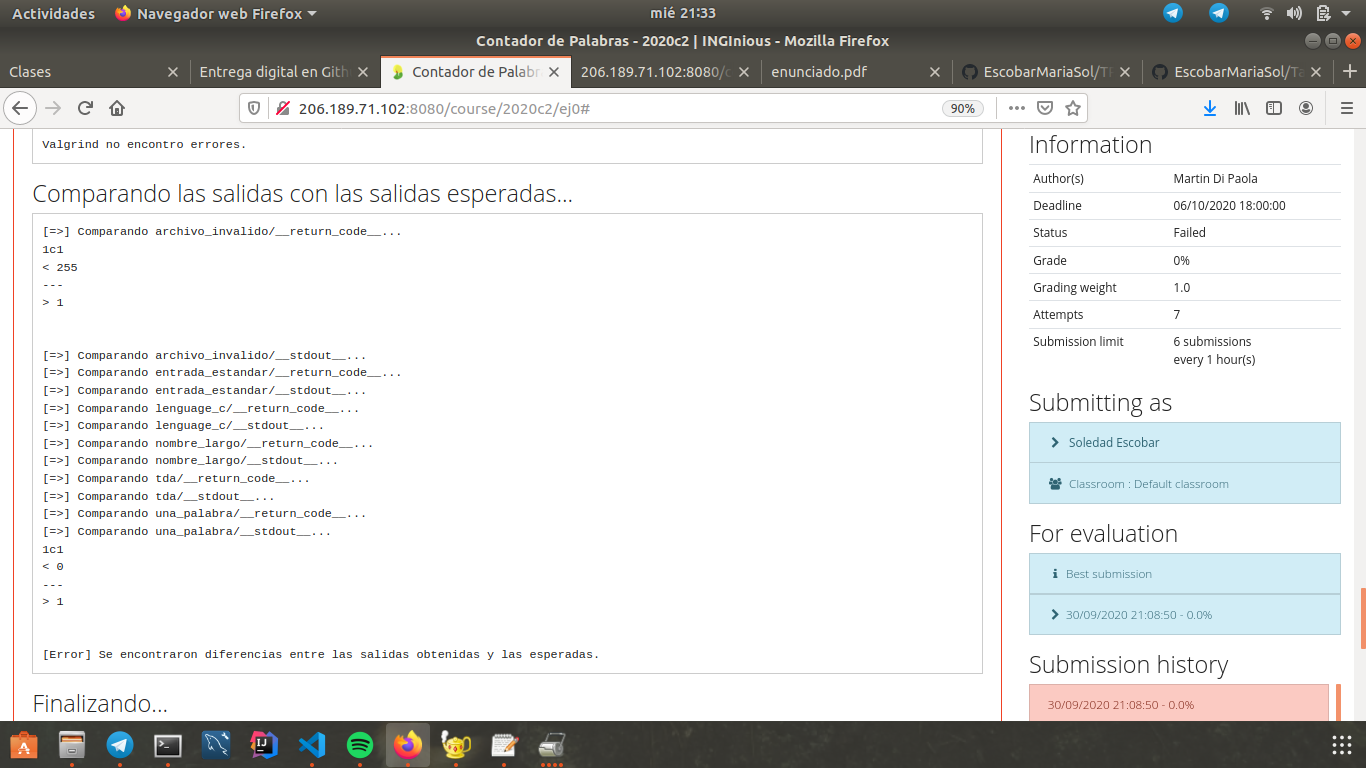 Actividades
Navegador web Firefox
mié 21:33
Contador de Palabras - 2020c2 | INGInious - Mozilla Firefox
Clases
Entrega digital en Gith
Contador de Palabr
206.189.71.102:8080/c
enunciado.pdf
EscobarMariaSol/TP
EscobarMariaSol/Ta
206.189.71.102:8080/course/2020c2/ej0#
90%
Valgrind no encontro errores.
Comparando las salidas con las salidas esperadas...
[=>] Comparando archivo_invalido/__return_code__...
1c1
< 255
---
> 1
[=>] Comparando archivo_invalido/__stdout__...
[=>] Comparando entrada_estandar/__return_code__...
[=>] Comparando entrada_estandar/__stdout__...
[=>] Comparando lenguage_c/__return_code__...
[=>] Comparando lenguage_c/__stdout__...
[=>] Comparando nombre_largo/__return_code__...
[=>] Comparando nombre_largo/__stdout__...
[=>] Comparando tda/__return_code__...
[=>] Comparando tda/__stdout__...
[=>] Comparando una_palabra/__return_code__...
[=>] Comparando una_palabra/__stdout__...
1c1
< 0
---
> 1
[Error] Se encontraron diferencias entre las salidas obtenidas y las esperadas.
Finalizando...
Information
Author(s) Martin Di Paola
Deadline 06/10/2020 18:00:00
Status Failed
Grade 0%
Grading weight 1.0
Attempts 7
Submission limit 6 submissions
every 1 hour(s)
Submitting as
Soledad Escobar
Classroom : Default classroom
For evaluation
Best submission
30/09/2020 21:08:50 - 0.0%
Submission history
30/09/2020 21:08:50 - 0.0%